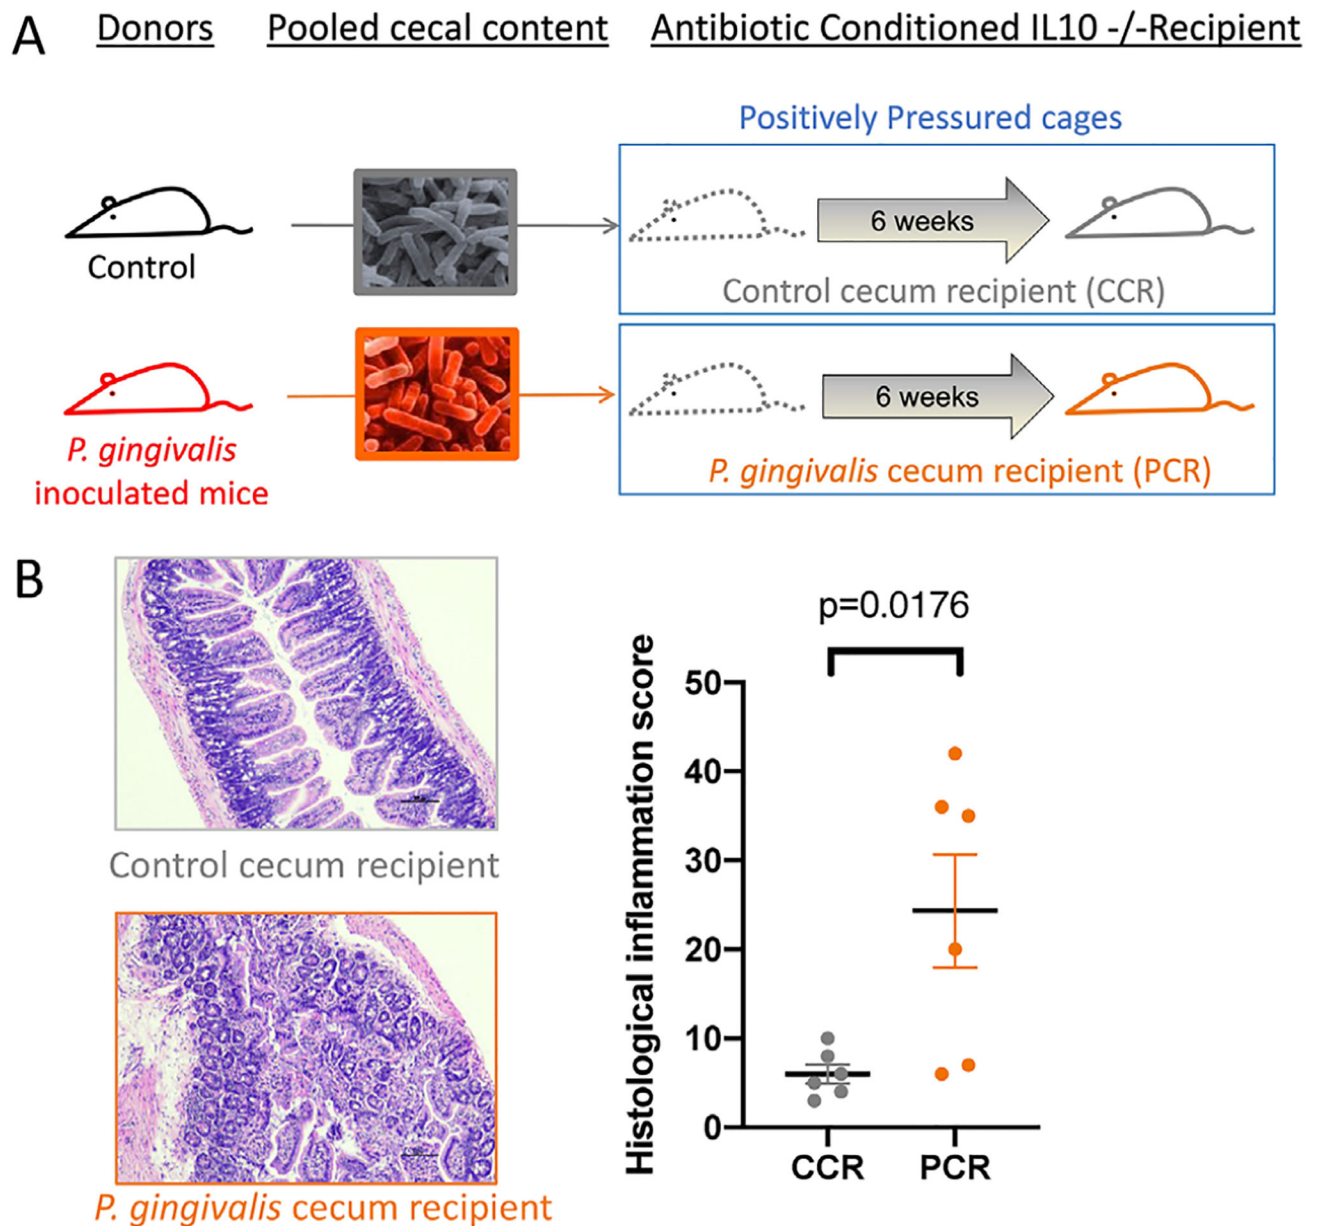 A
Donors
Pooled cecal content
Antibiotic Conditioned IL10 -/-Recipient
Positively Pressured cages
Control
6 weeks
Control cecum recipient (CCR)
P. gingivalis
inoculated mice
6 weeks
P. gingivalis cecum recipient (PCR)
B
Control cecum recipient
P. gingivalis cecum recipient
p=0.0176
Histological inflammation score
50
40
30
20
10
0
CCR
PCR